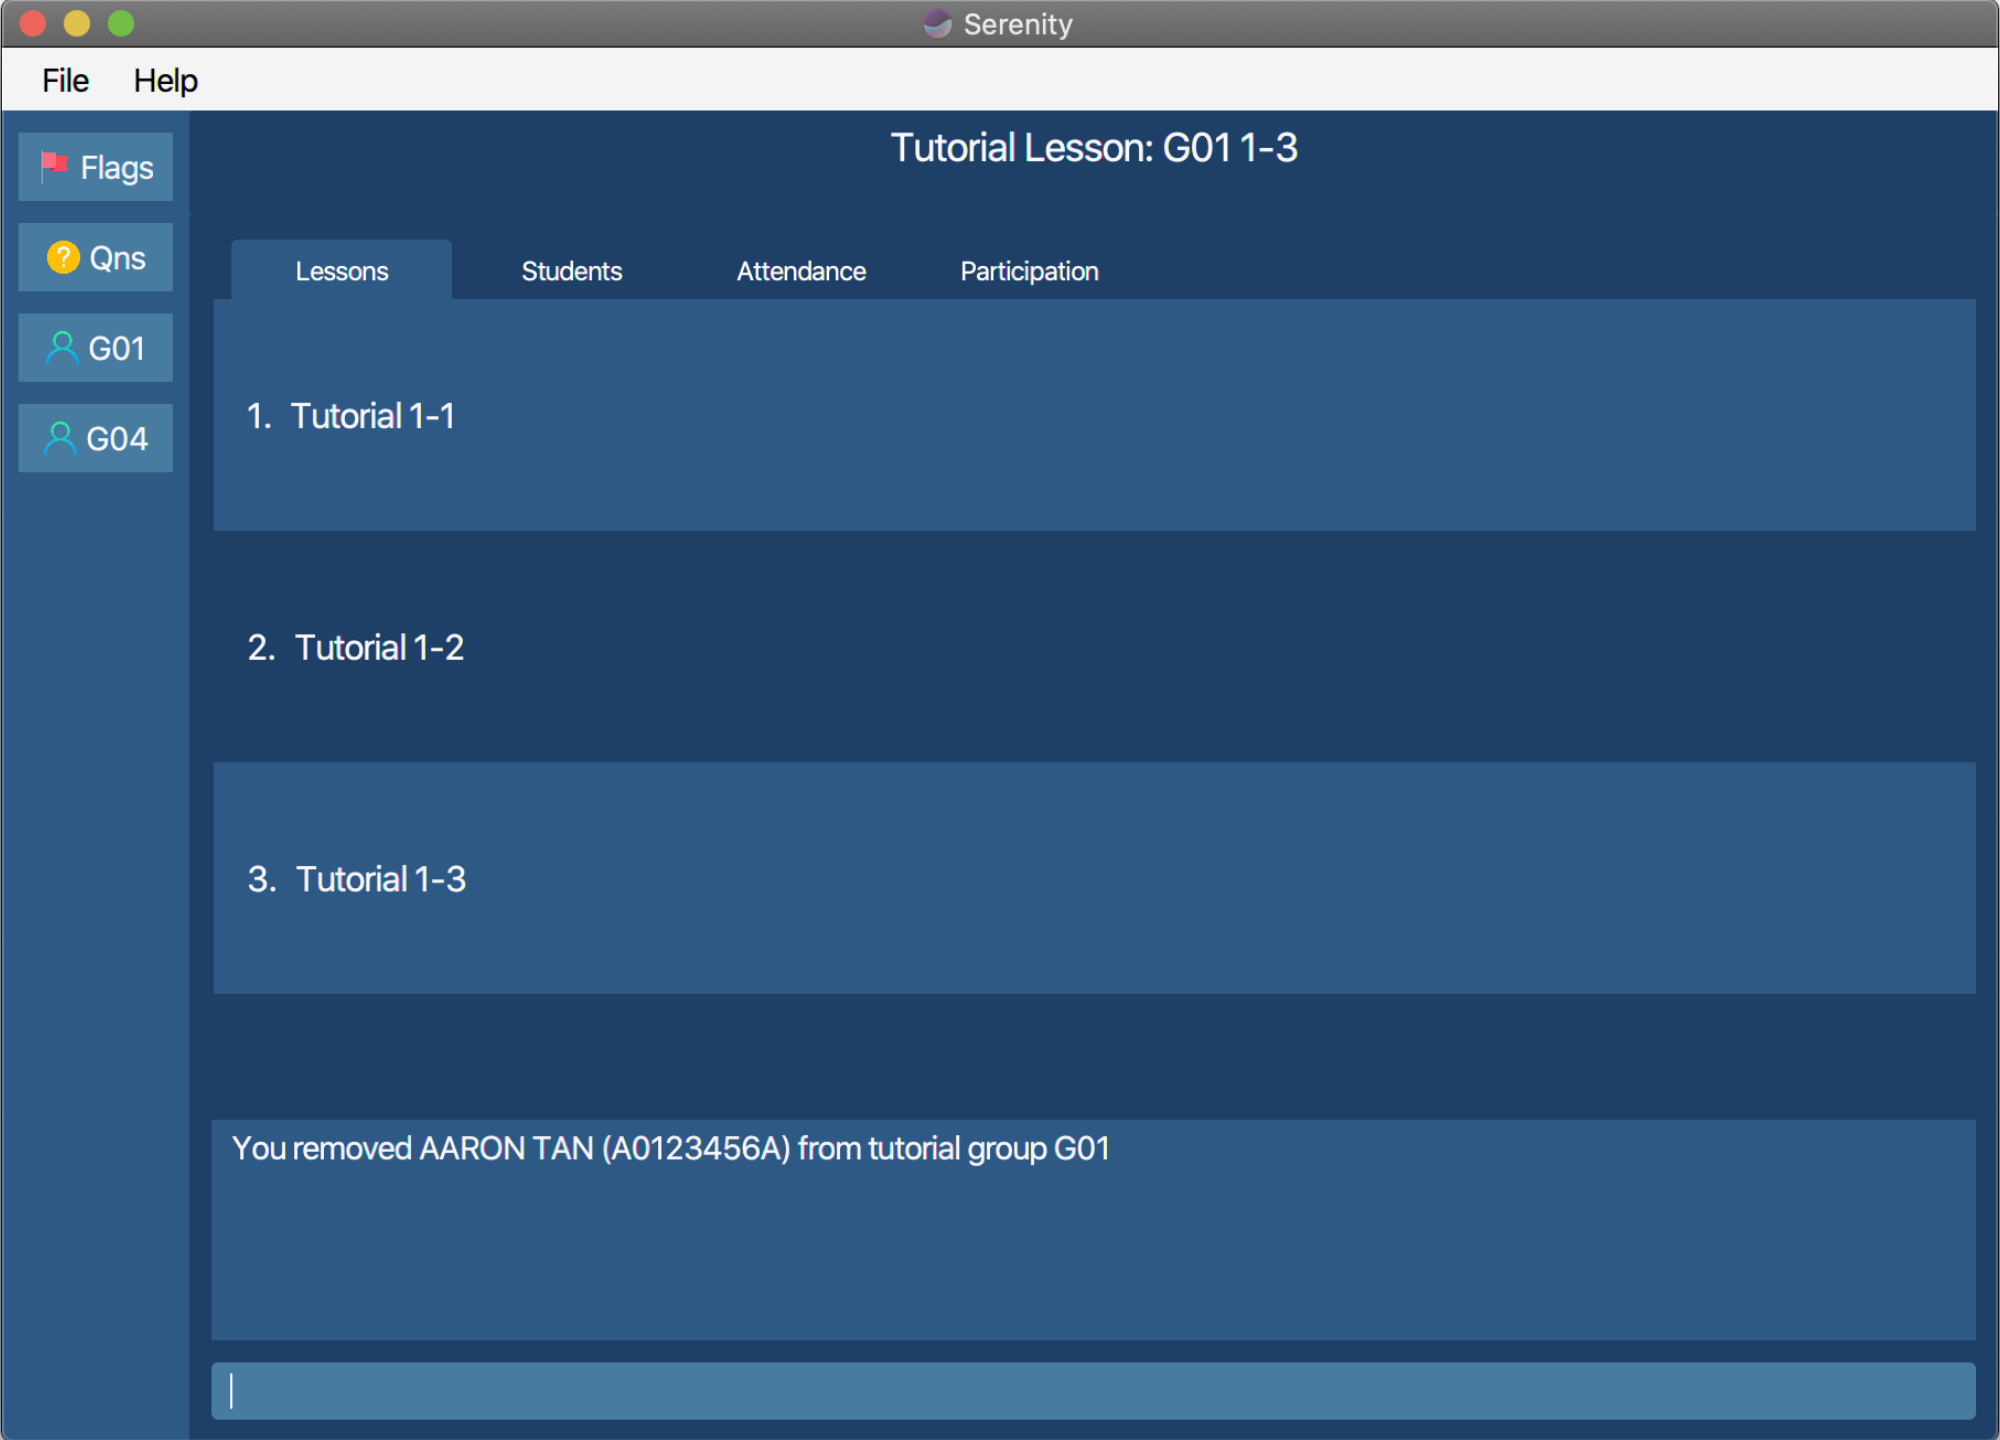 Serenity
File Help
Flags
Qns
G01
G04
Tutorial Lesson: G01 1-3
Lessons Students Attendance Participation
1. Tutorial 1-1
2. Tutorial 1-2
3. Tutorial 1-3
You removed AARON TAN (A0123456A) from tutorial group G01